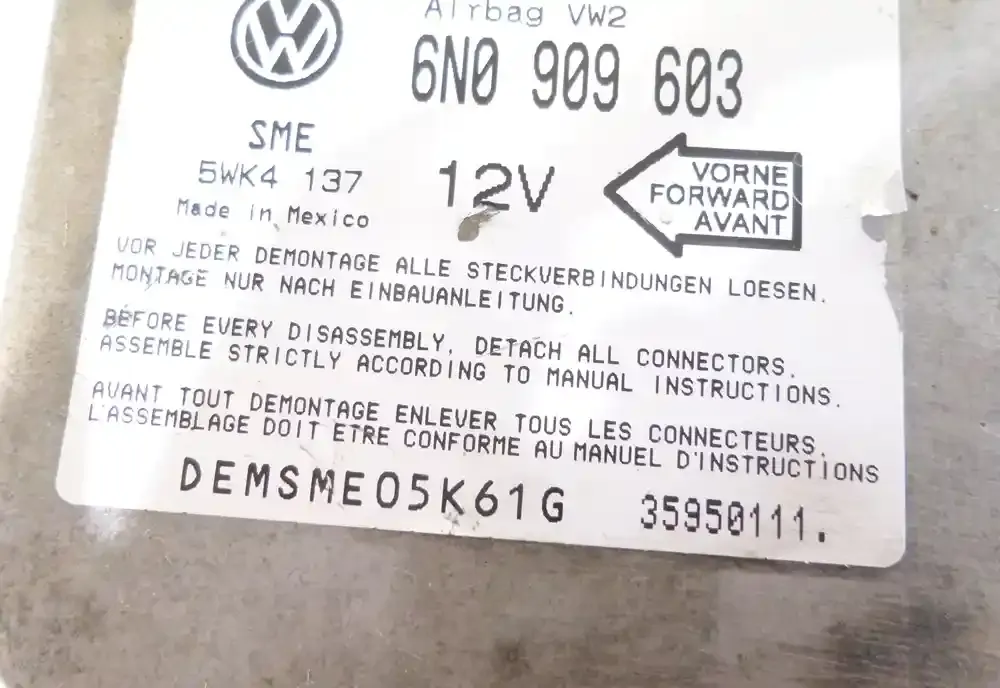 Airbag VW2
6N0 909 603
SME
5WK4 137
12V
Made in Mexico
VORNE
FORWARD
AVANT
VOR JEDER DEMONTAGE ALLE STECKVERBINDUNGEN LOESEN.
MONTAGE NUR NACH EINBAUANLEITUNG.
BEFORE EVERY DISASSEMBLY, DETACH ALL CONNECTORS.
ASSEMBLE STRICTLY ACCORDING TO MANUAL INSTRUCTIONS.
AVANT TOUT DEMONTAGE ENLEVER TOUS LES CONNECTEURS.
L'ASSEMBLAGE DOIT ETRE CONFORME AU MANUEL D'INSTRUCTIONS
DEMSME05K61G 35950111.